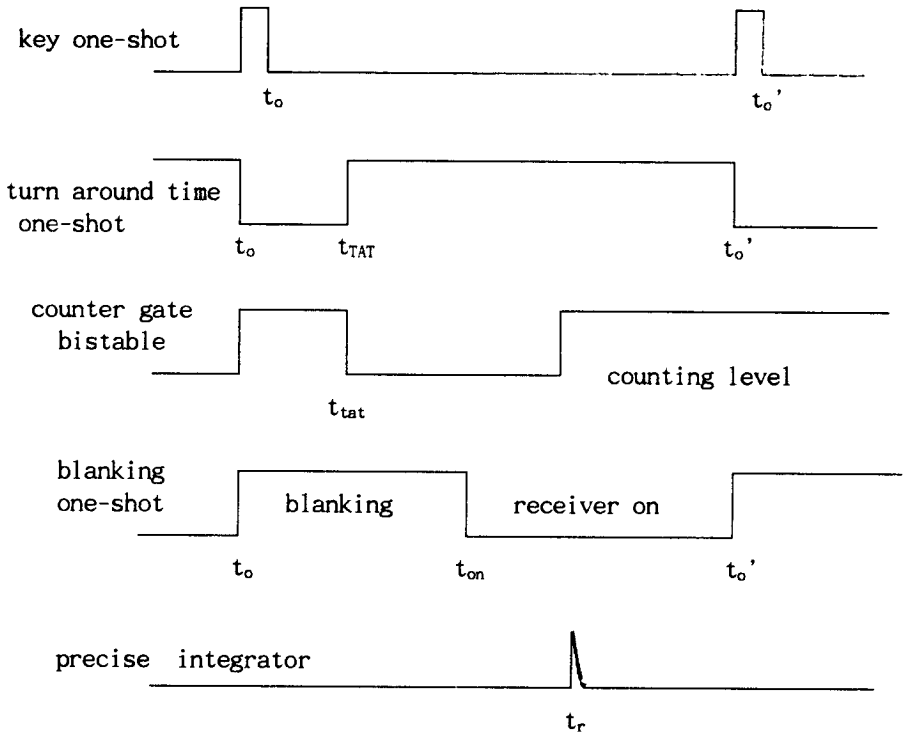 key one-shot
t₀ t₀'
turn around time
one-shot
t₀ t_TAT t₀'
counter gate
bistable
counting level
t_tat
blanking
one-shot
blanking receiver on
t₀ t_on t₀'
precise integrator
t_r